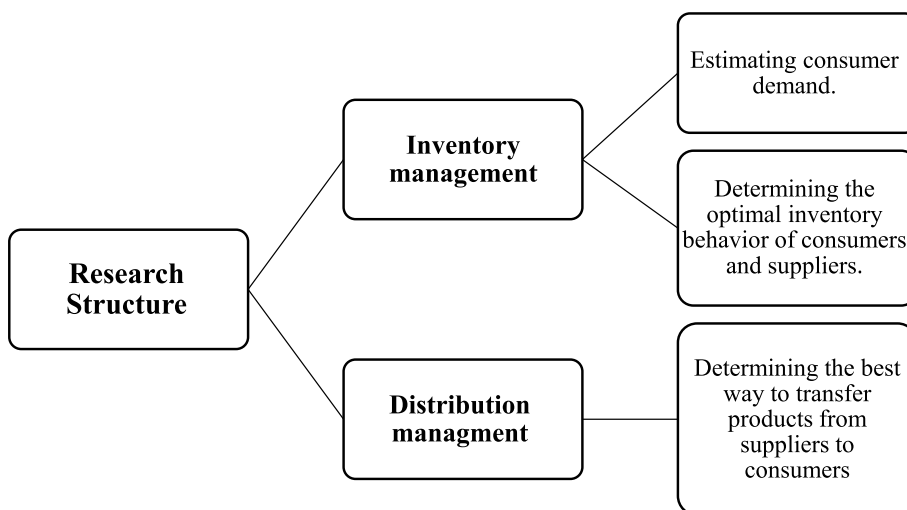 Research
Structure
Inventory
management
Distribution
managment
Estimating consumer
demand.
Determining the
optimal inventory
behavior of consumers
and suppliers.
Determining the best
way to transfer
products from
suppliers to
consumers